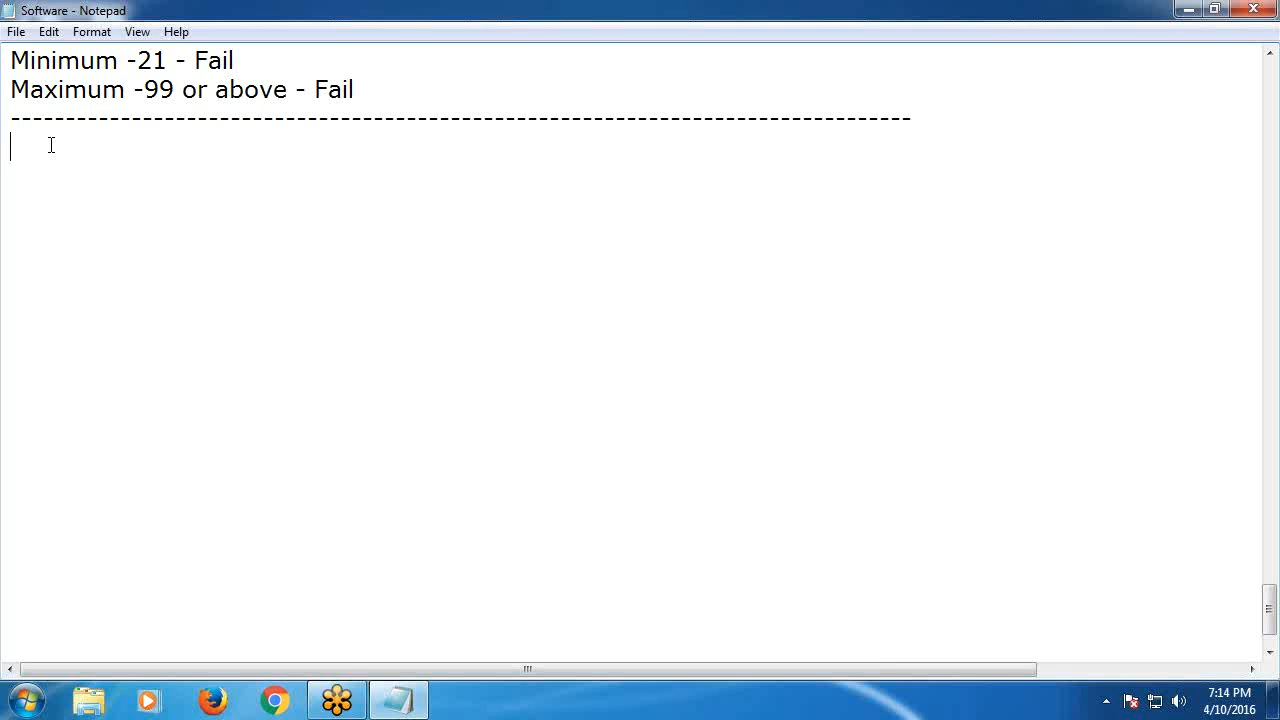 Software - Notepad
File Edit Format View Help
Minimum -21 - Fail
Maximum -99 or above - Fail
----------------------------------------------------------------------------------
7:14 PM
4/10/2016